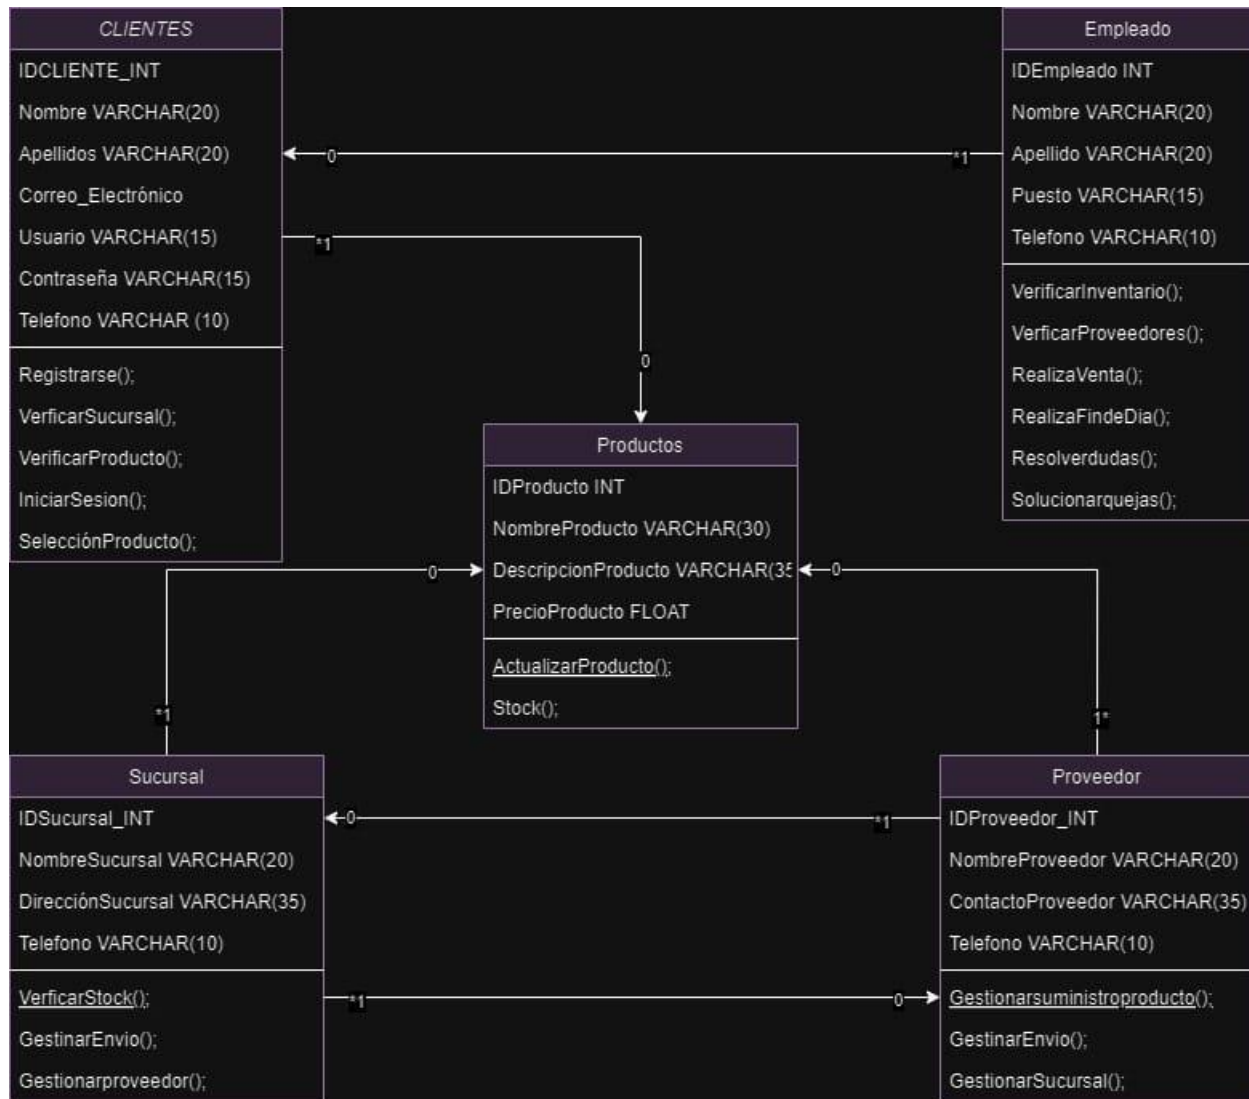 CLIENTES
IDCLIENTE_INT
Nombre VARCHAR(20)
Apellidos VARCHAR(20)
Correo_Electrónico
Usuario VARCHAR(15)
Contraseña VARCHAR(15)
Telefono VARCHAR (10)
Registrarse();
VerficarSucursal();
VerificarProducto();
IniciarSesion();
SelecciónProducto();
Empleado
IDEmpleado INT
Nombre VARCHAR(20)
Apellido VARCHAR(20)
Puesto VARCHAR(15)
Telefono VARCHAR(10)
VerificarInventario();
VerficarProveedores();
RealizaVenta();
RealizaFindeDia();
Resolverdudas();
Solucionarquejas();
0
*1
*1
0
Productos
IDProducto INT
NombreProducto VARCHAR(30)
DescripcionProducto VARCHAR(35
PrecioProducto FLOAT
ActualizarProducto();
Stock();
0
*1
0
1*
Sucursal
IDSucursal_INT
NombreSucursal VARCHAR(20)
DirecciónSucursal VARCHAR(35)
Telefono VARCHAR(10)
VerficarStock();
GestinarEnvio();
Gestionarproveedor();
0
*1
*1
0
Proveedor
IDProveedor_INT
NombreProveedor VARCHAR(20)
ContactoProveedor VARCHAR(35)
Telefono VARCHAR(10)
Gestionarsuministroproducto();
GestinarEnvio();
GestionarSucursal();